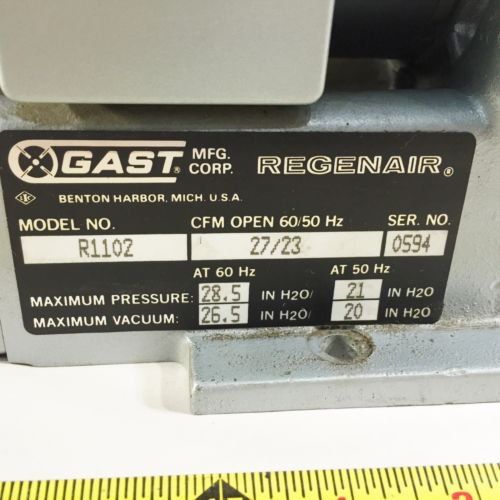 GAST® MFG. CORP. REGENAIR®
BENTON HARBOR, MICH. U.S.A.
MODEL NO. CFM OPEN 60/50 Hz SER. NO.
R1102 27/23 0594
AT 60 Hz AT 50 Hz
MAXIMUM PRESSURE: 28.5 IN H2O/ 21 IN H2O
MAXIMUM VACUUM: 26.5 IN H2O/ 20 IN H2O